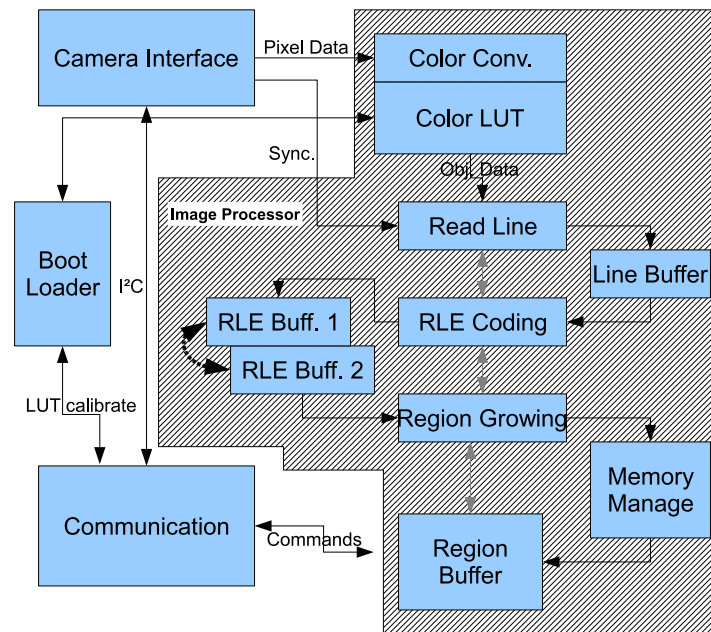 Camera Interface
Pixel Data
Color Conv.
Color LUT
Sync.
Obj. Data
Image Processor
Read Line
Boot
Loader
I²C
Line Buffer
RLE Buff. 1
RLE Coding
RLE Buff. 2
LUT calibrate
Region Growing
Memory
Manage
Communication
Commands
Region
Buffer